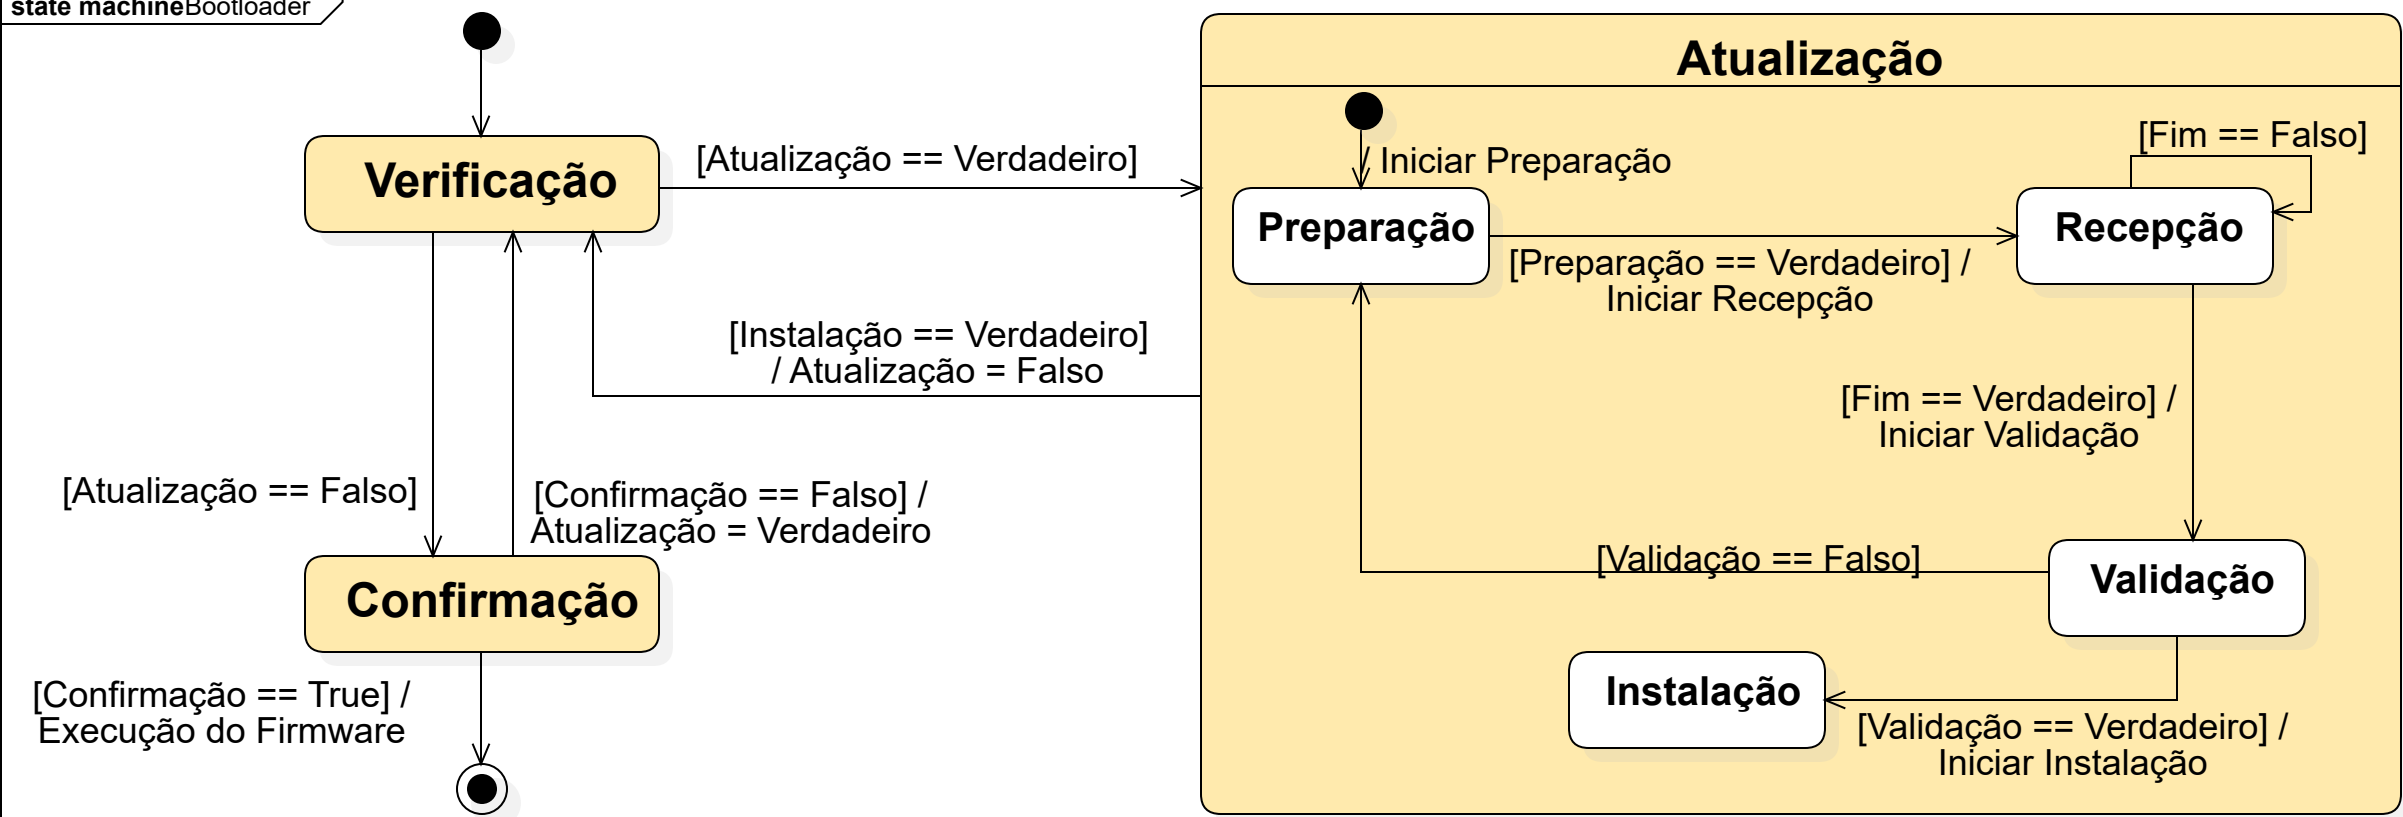 state machineBootloader
Atualização
[Fim == Falso]
/ Iniciar Preparação
Verificação
[Atualização == Verdadeiro]
Preparação
Recepção
[Preparação == Verdadeiro] /
Iniciar Recepção
[Instalação == Verdadeiro]
/ Atualização = Falso
[Fim == Verdadeiro] /
Iniciar Validação
[Atualização == Falso]
[Confirmação == Falso] /
Atualização = Verdadeiro
[Validação == Falso]
Validação
Confirmação
Instalação
[Confirmação == True] /
Execução do Firmware
[Validação == Verdadeiro] /
Iniciar Instalação